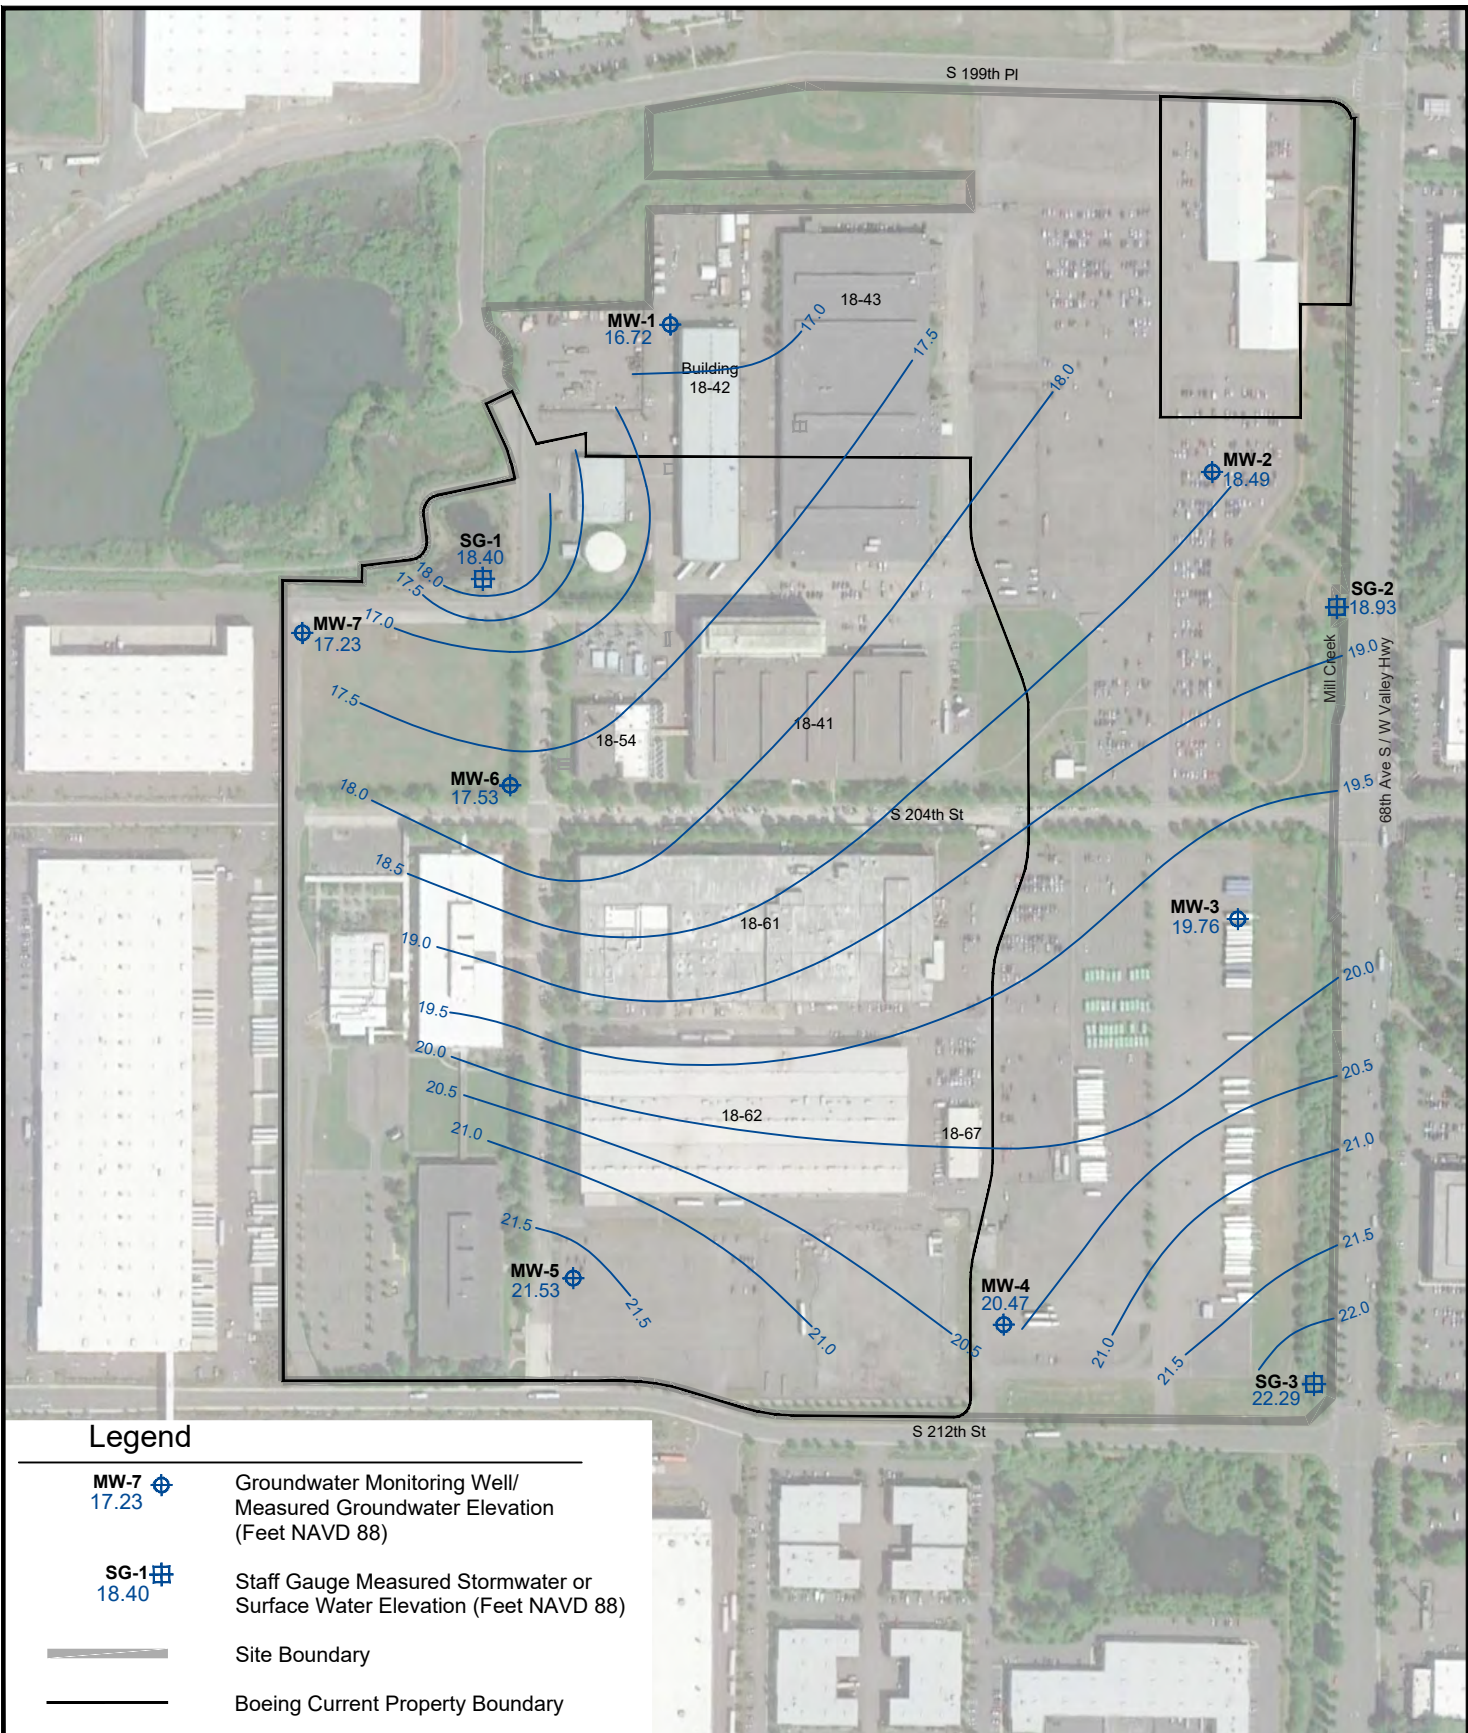 S 199th Pl
18-43
17.0
MW-1
16.72
Building
18-42
17.5
18.0
MW-2
18.49
SG-1
18.40
18.0
17.5
17.0
MW-7
17.23
SG-2
18.93
19.0
Mill Creek
68th Ave S / W Valley Hwy
17.5
18-54
18-41
MW-6
17.53
18.0
S 204th St
19.5
18.5
18-61
MW-3
19.76
19.0
20.0
19.5
20.0
20.5
20.5
18-62
18-67
21.0
21.0
21.5
21.5
MW-5
21.53
MW-4
20.47
21.5
21.0
20.5
21.0
21.5
22.0
SG-3
22.29
S 212th St
Legend
MW-7
17.23
Groundwater Monitoring Well/
Measured Groundwater Elevation
(Feet NAVD 88)
SG-1
18.40
Staff Gauge Measured Stormwater or
Surface Water Elevation (Feet NAVD 88)
Site Boundary
Boeing Current Property Boundary